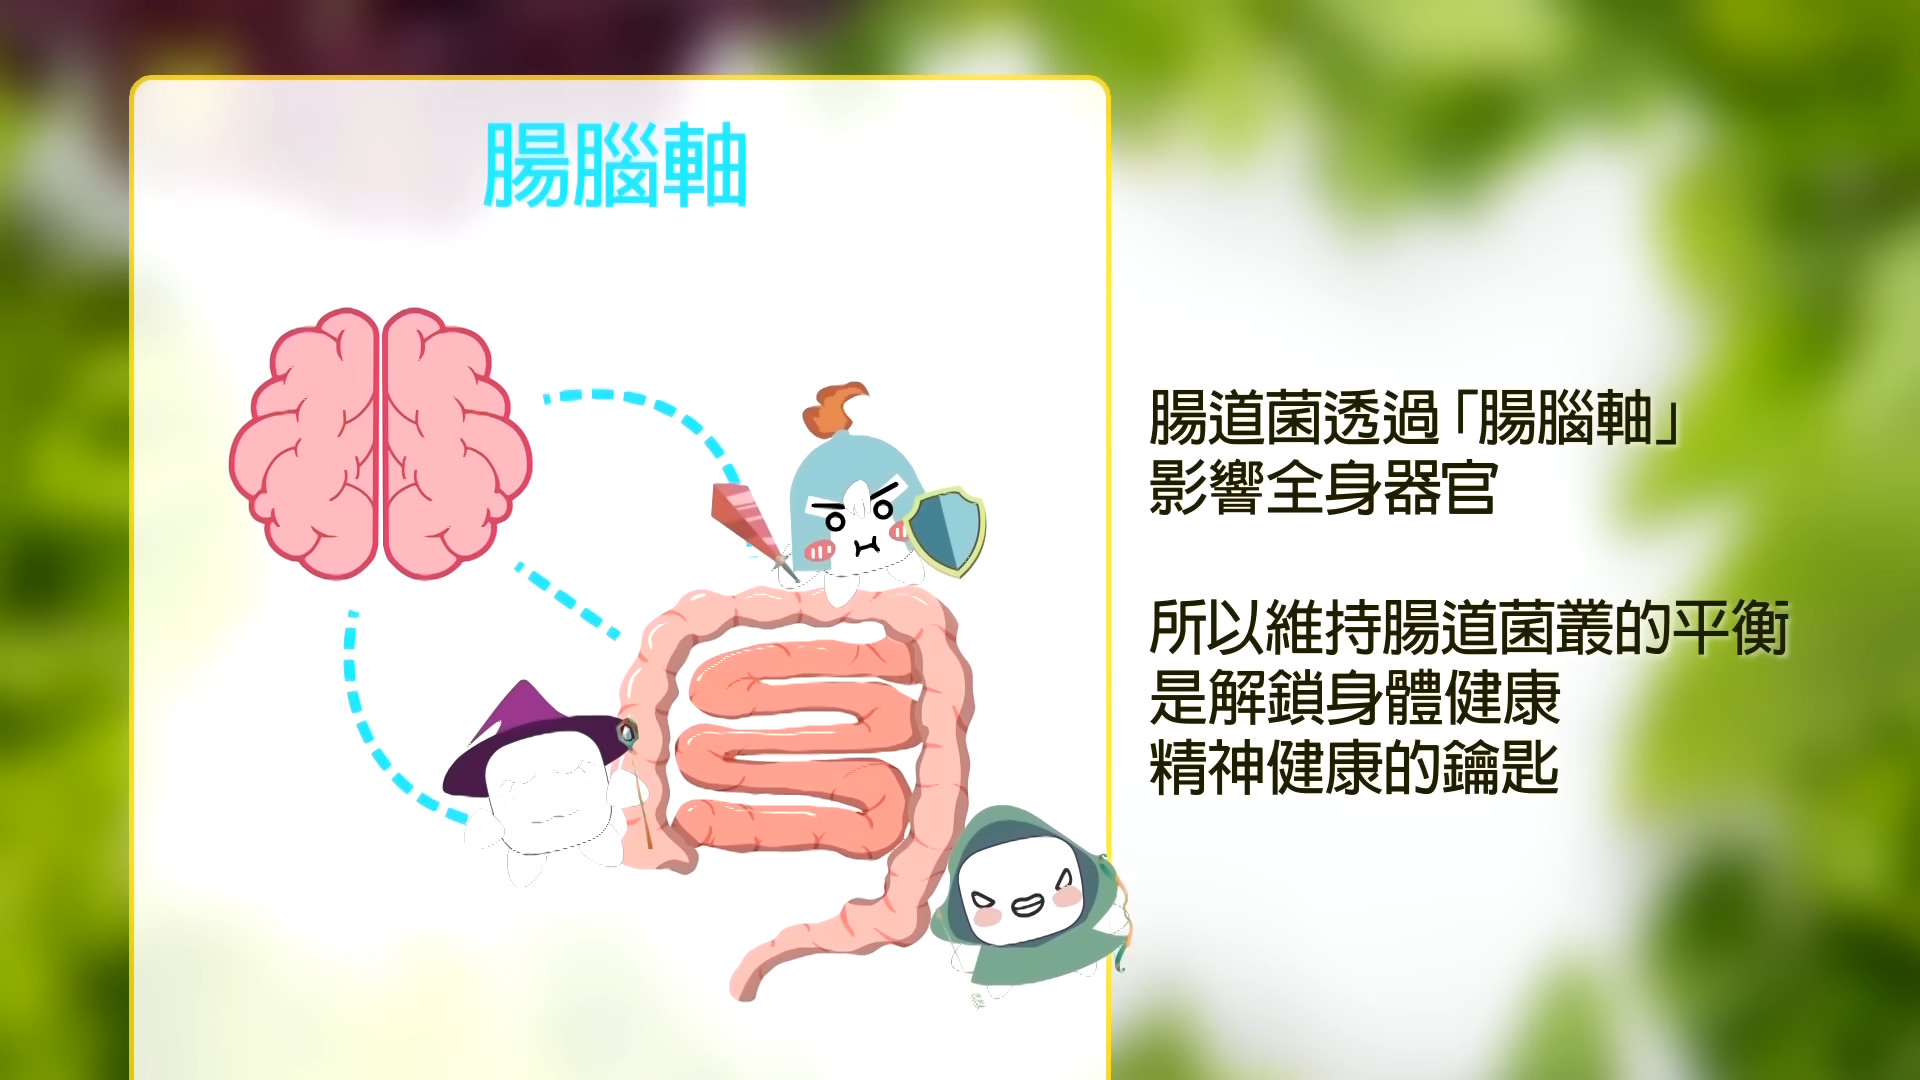 腸腦軸
腸道菌透過「腸腦軸」
影響全身器官
所以維持腸道菌叢的平衡
是解鎖身體健康
精神健康的鑰匙